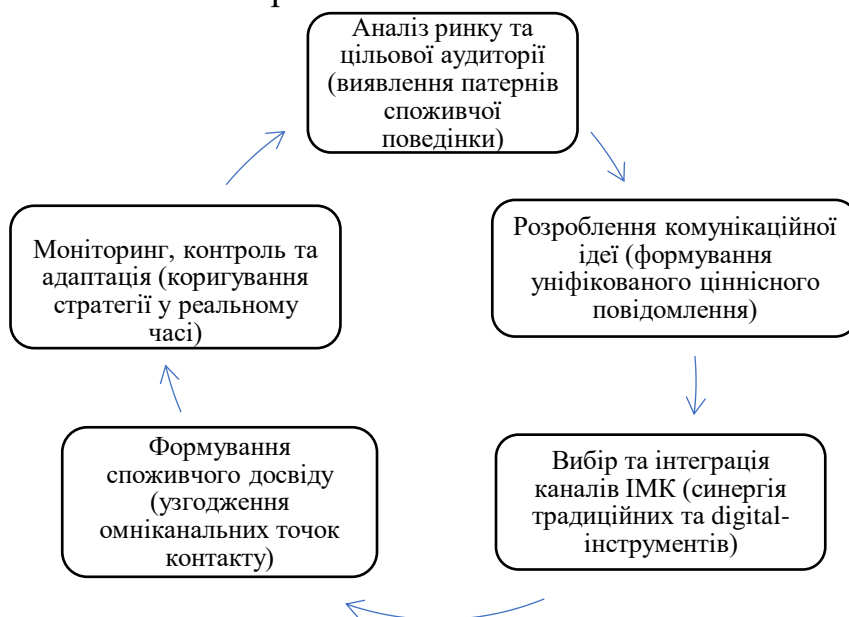 Аналіз ринку та
цільової аудиторії
(виявлення патернів
споживчої
поведінки)
Розроблення комунікаційної
ідеї (формування
уніфікованого ціннісного
повідомлення)
Вибір та інтеграція
каналів ІМК (синергія
традиційних та digital-
інструментів)
Формування
споживчого досвіду
(узгодження
омніканальних точок
контакту)
Моніторинг, контроль та
адаптація (коригування
стратегії у реальному
часі)